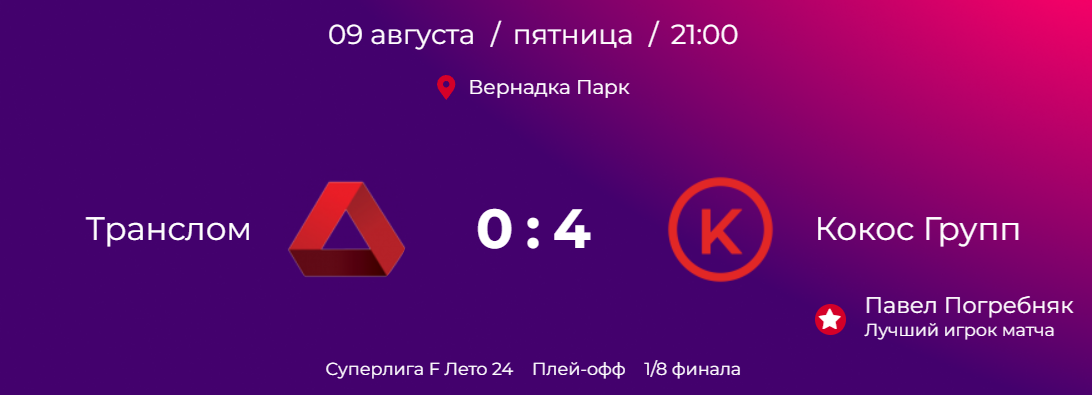 09 августа / пятница / 21:00
Вернадка Парк
Транслом 0 : 4 К Кокос Групп
Павел Погребняк
Лучший игрок матча
Суперлига F Лето 24 Плей-офф 1/8 финала